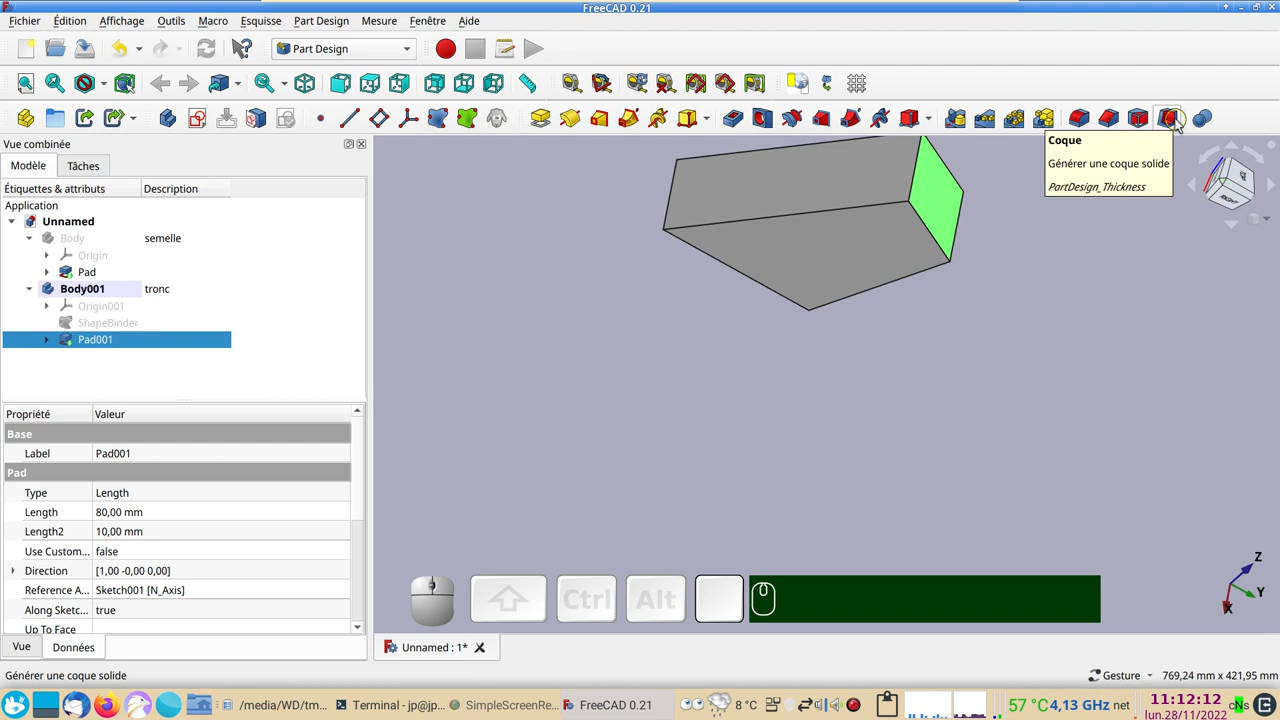 FreeCAD 0.21
Fichier Édition Affichage Outils Macro Esquisse Part Design Mesure Fenêtre Aide
Part Design
Vue combinée
Modèle Tâches
Étiquettes & attributs Description
Application
Unnamed
Body semelle
Origin
Pad
Body001 tronc
Origin001
ShapeBinder
Pad001
Coque
Générer une coque solide
PartDesign_Thickness
Propriété Valeur
Base
Label Pad001
Pad
Type Length
Length 80,00 mm
Length2 10,00 mm
Use Custom... false
Direction [1,00 -0,00 0,00]
Reference A... Sketch001 [N_Axis]
Along Sketc... true
Up To Face
Z
Y
X
Ctrl Alt
Vue Données
Unnamed : 1*
Générer une coque solide
Gesture 769,24 mm x 421,95 mm
/media/WD/tm... Terminal - jp@jp... SimpleScreenRe... FreeCAD 0.21
8 °C
57 °C 4,13 GHz net
11:12:12
lun.28/11/2022